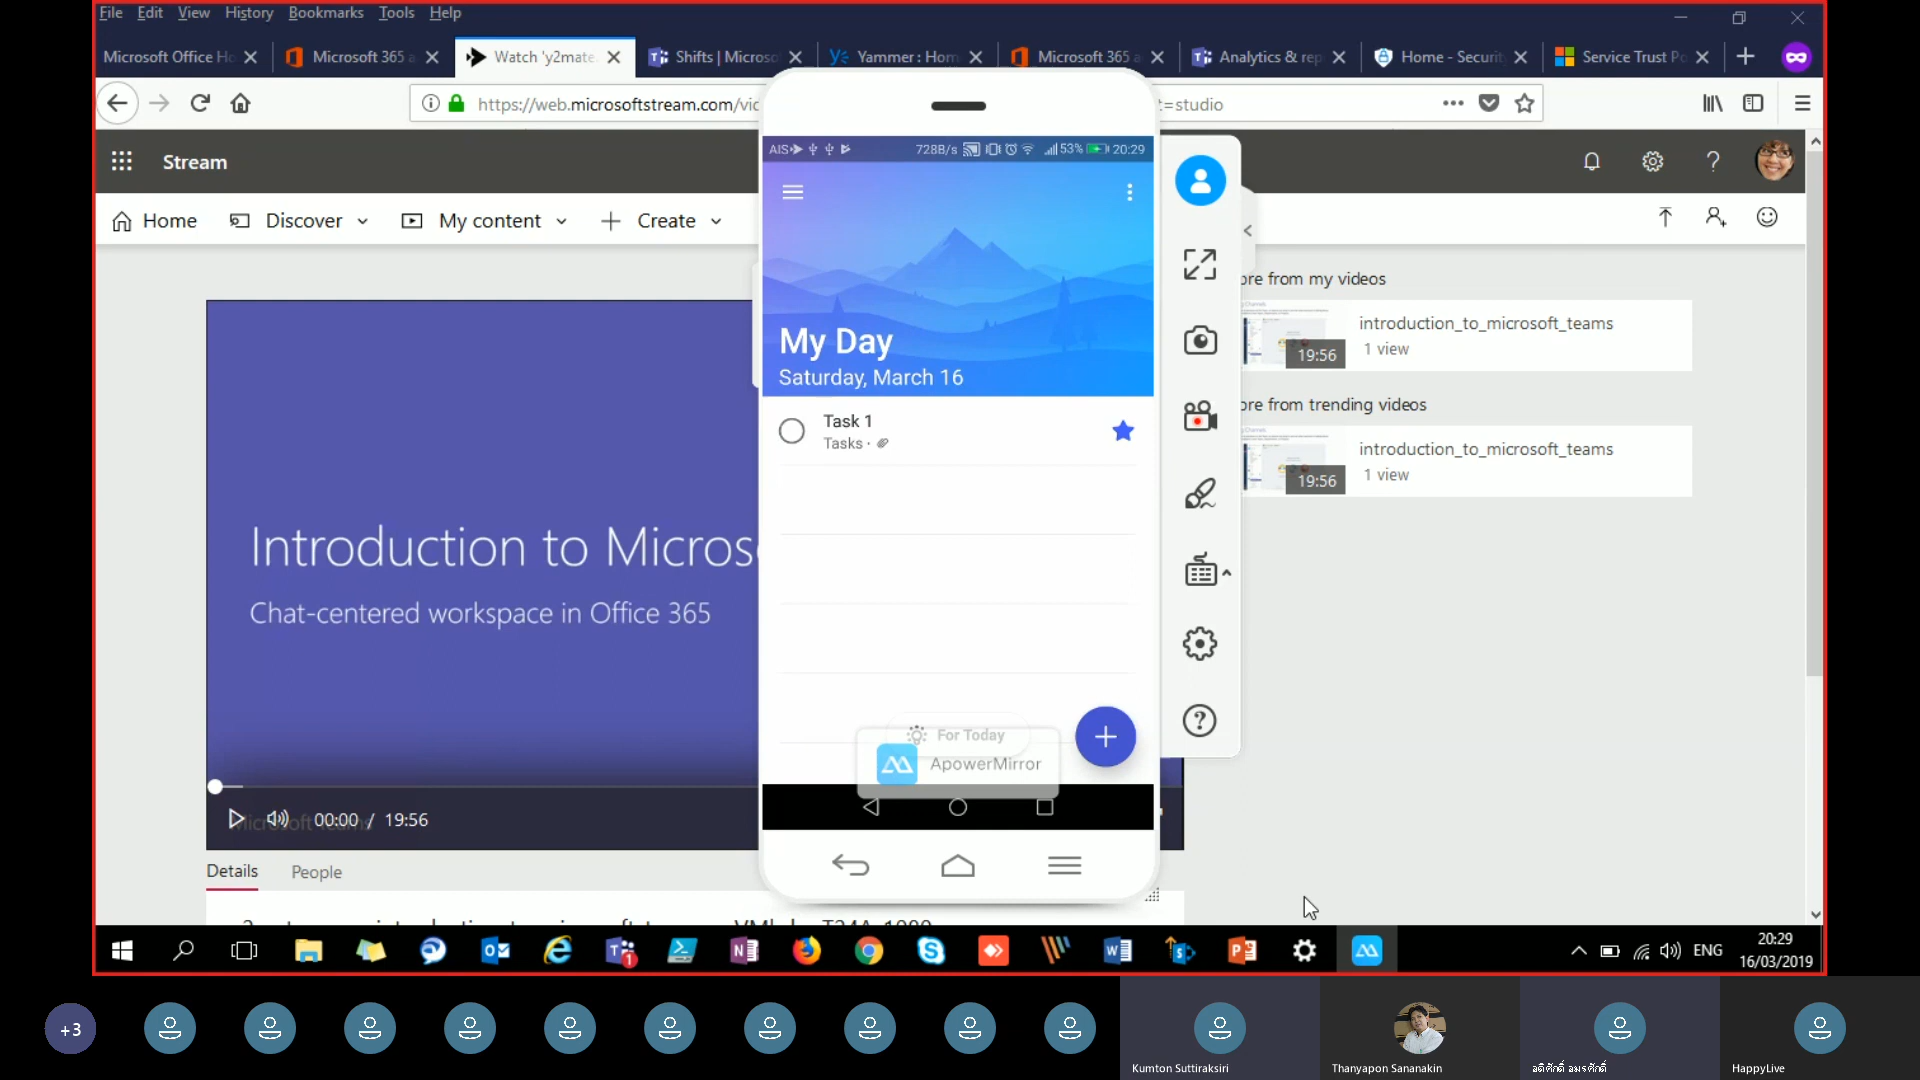 File Edit View History Bookmarks Tools Help
Microsoft Office Ho
Microsoft 365 a
Watch 'y2mate.
Shifts | Microso
Yammer : Hom
Microsoft 365 a
Analytics & rep
Home - Securit
Service Trust Po
https://web.microsoftstream.com/vid
t=studio
Stream
Home Discover My content Create
AIS 728B/s 53% 20:29
My Day
Saturday, March 16
Task 1
Tasks ·
For Today
ApowerMirror
Introduction to Micros
Chat-centered workspace in Office 365
00:00 / 19:56
Details People
ore from my videos
introduction_to_microsoft_teams
1 view
19:56
ore from trending videos
introduction_to_microsoft_teams
1 view
19:56
ENG
20:29
16/03/2019
+3
Kumton Suttiraksiri
Thanyapon Sananakin
HappyLive